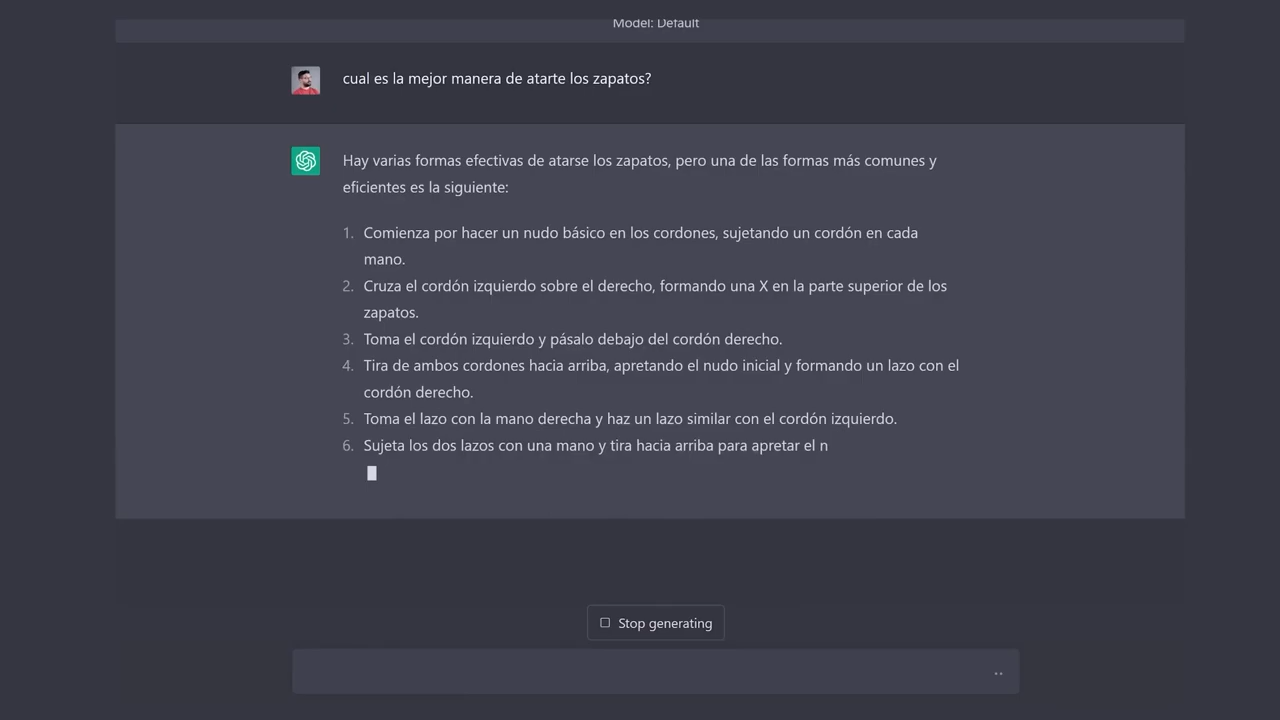 Model: Default
cual es la mejor manera de atarte los zapatos?
Hay varias formas efectivas de atarse los zapatos, pero una de las formas más comunes y
eficientes es la siguiente:
1. Comienza por hacer un nudo básico en los cordones, sujetando un cordón en cada
mano.
2. Cruza el cordón izquierdo sobre el derecho, formando una X en la parte superior de los
zapatos.
3. Toma el cordón izquierdo y pásalo debajo del cordón derecho.
4. Tira de ambos cordones hacia arriba, apretando el nudo inicial y formando un lazo con el
cordón derecho.
5. Toma el lazo con la mano derecha y haz un lazo similar con el cordón izquierdo.
6. Sujeta los dos lazos con una mano y tira hacia arriba para apretar el n
Stop generating